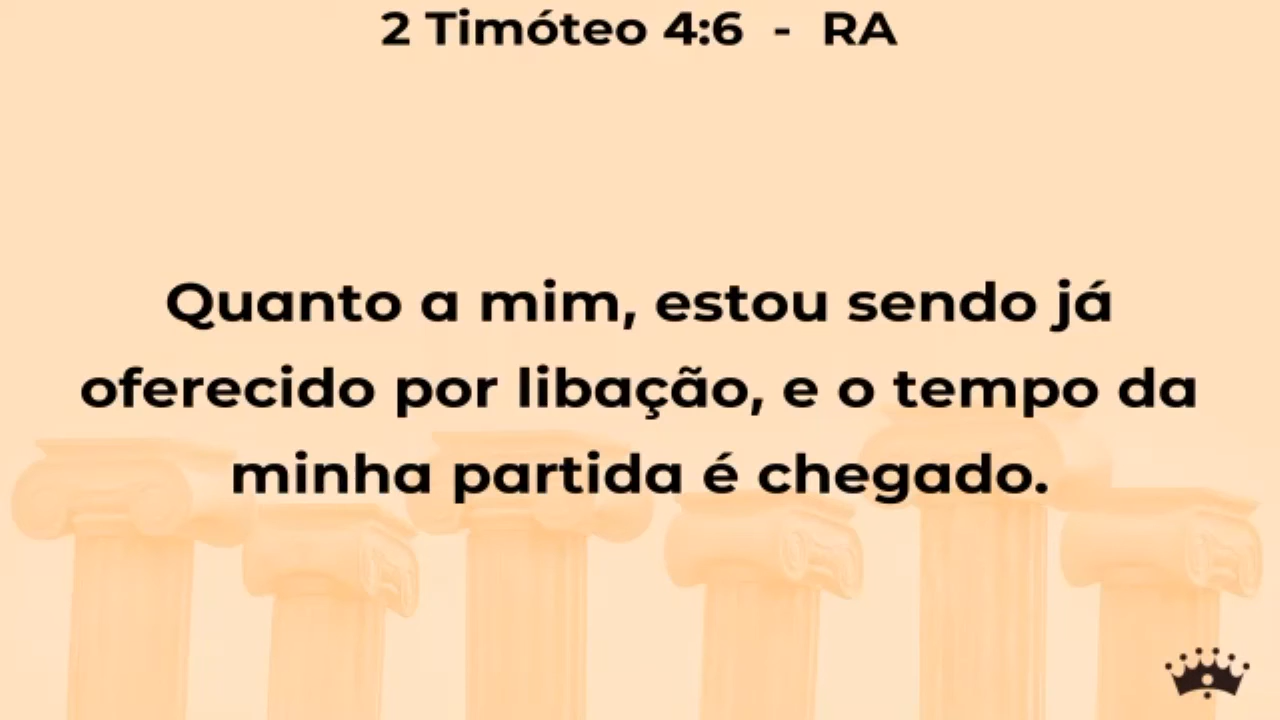 2 Timóteo 4:6 - RA
Quanto a mim, estou sendo já
oferecido por libação, e o tempo da
minha partida é chegado.